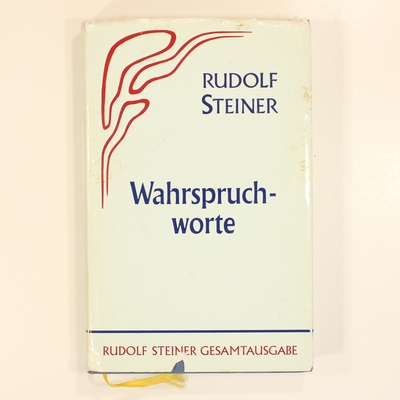 RUDOLF
STEINER
Wahrspruch-
worte
RUDOLF STEINER GESAMTAUSGABE